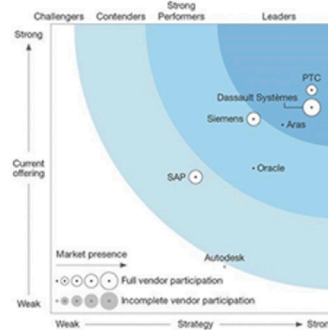 Challengers Contenders Strong Performers Leaders
Strong
PTC
Dassault Systèmes
Siemens
Aras
Current offering
Oracle
SAP
Autodesk
Market presence
Full vendor participation
Incomplete vendor participation
Weak
Weak Strategy Stron